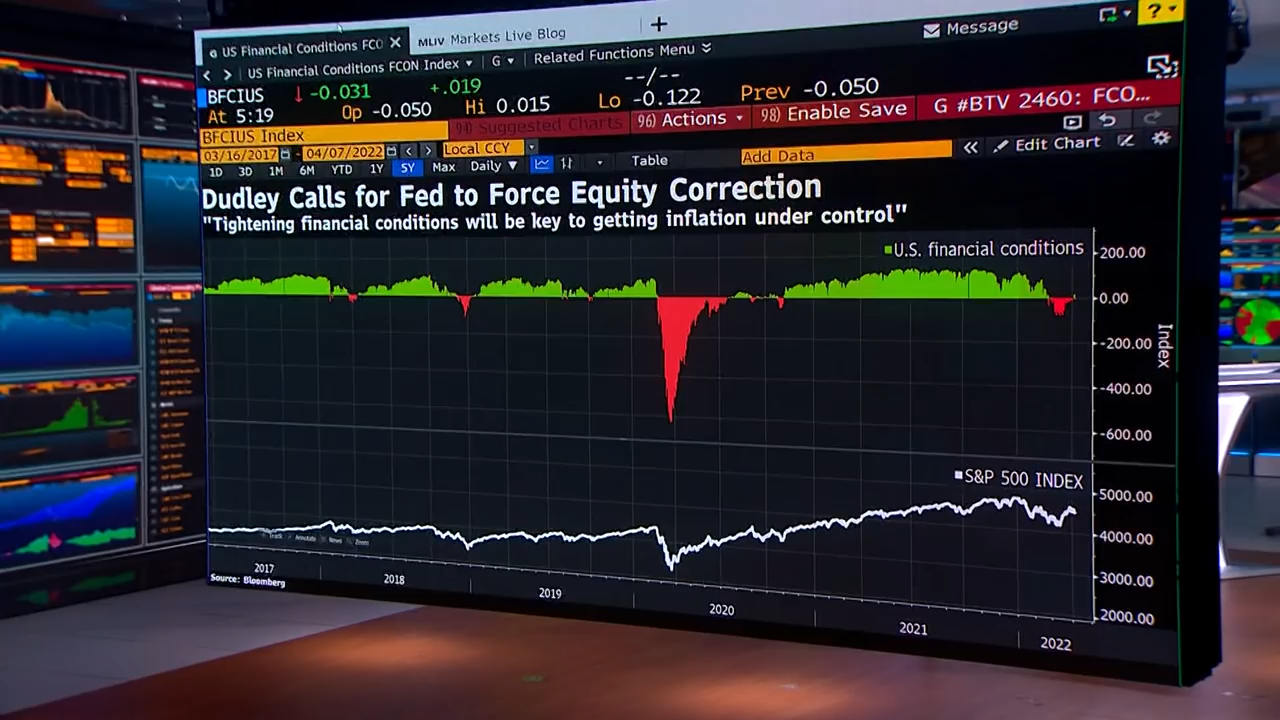 US Financial Conditions FCO ✕ MLIV Markets Live Blog + Message ?
< > US Financial Conditions FCON Index G Related Functions Menu
BFCIUS ↓ -0.031 +.019 --/--
At 5:19 Op -0.050 Hi 0.015 Lo -0.122 Prev -0.050
BFCIUS Index 94) Suggested Charts 96) Actions 98) Enable Save G #BTV 2460: FCO...
03/16/2017 - 04/07/2022 < > Local CCY Add Data « Edit Chart
1D 3D 1M 6M YTD 1Y 5Y Max Daily ▼ Table
Dudley Calls for Fed to Force Equity Correction
"Tightening financial conditions will be key to getting inflation under control"
U.S. financial conditions
200.00
0.00
-200.00
-400.00
-600.00
Index
S&P 500 INDEX
5000.00
4000.00
3000.00
2000.00
Track Annotate News Zoom
2017 2018 2019 2020 2021 2022
Source: Bloomberg